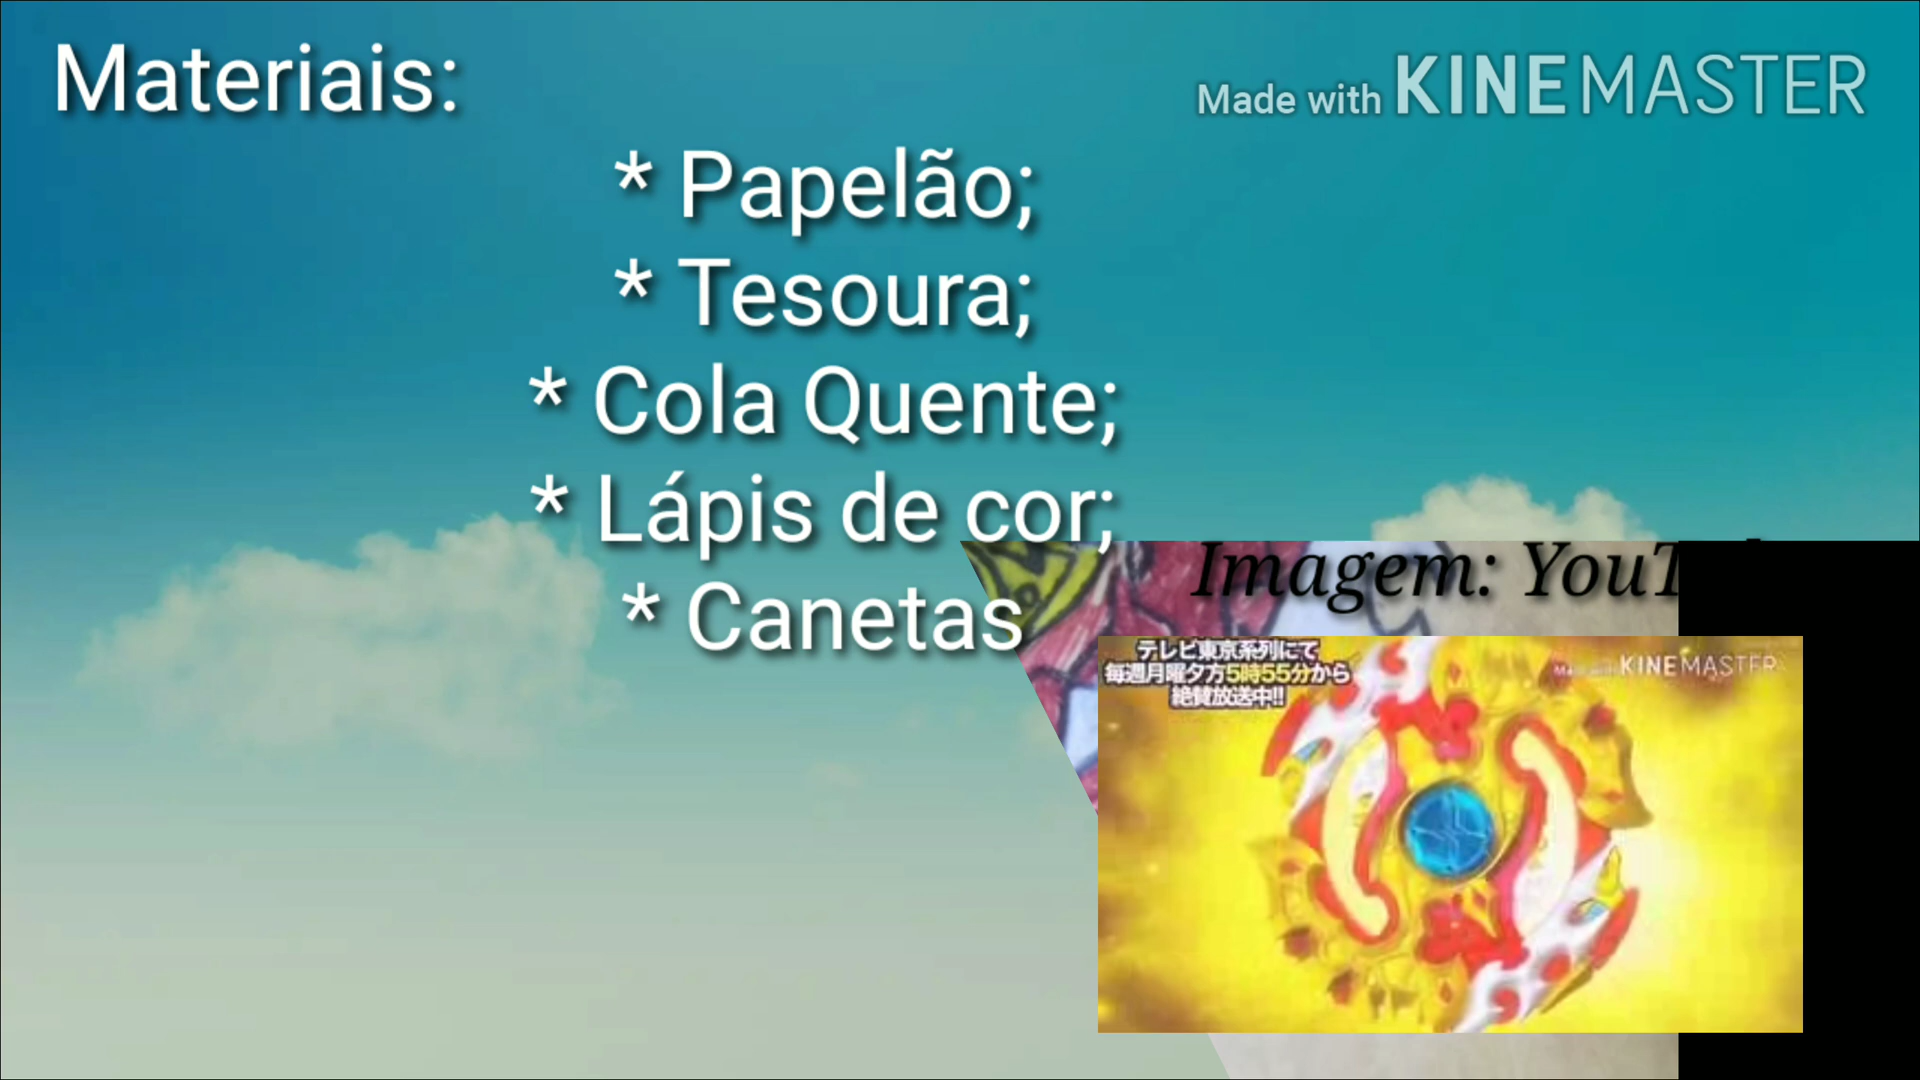 Materiais:
Made with KINEMASTER
* Papelão;
* Tesoura;
* Cola Quente;
* Lápis de cor;
* Canetas
Imagem: YouT
テレビ東京系列にて
毎週月曜夕方5時55分から
絶賛放送中!!
Made with KINEMASTER